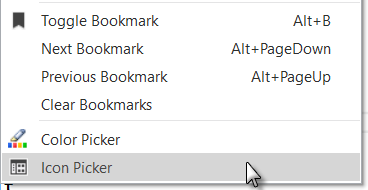 Toggle Bookmark Alt+B
Next Bookmark Alt+PageDown
Previous Bookmark Alt+PageUp
Clear Bookmarks
Color Picker
Icon Picker